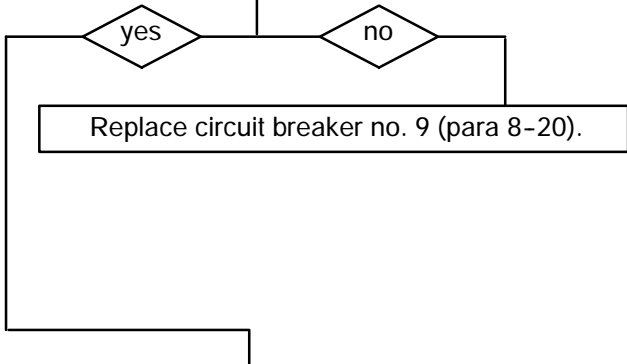 yes no
Replace circuit breaker no. 9 (para 8-20).